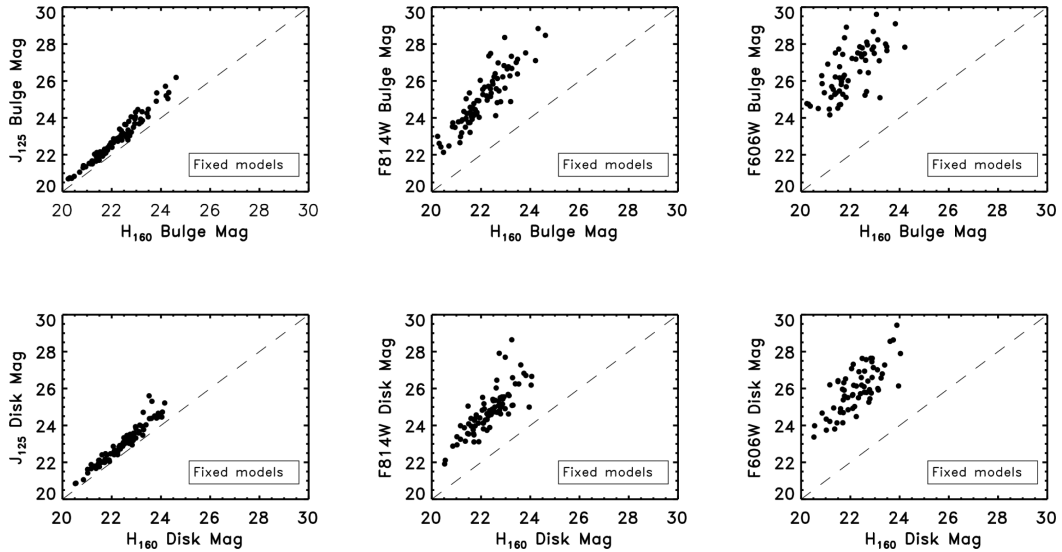 30
28
26
24
22
20
J125 Bulge Mag
Fixed models
20 22 24 26 28 30
H160 Bulge Mag
30
28
26
24
22
20
F814W Bulge Mag
Fixed models
20 22 24 26 28 30
H160 Bulge Mag
30
28
26
24
22
20
F606W Bulge Mag
Fixed models
20 22 24 26 28 30
H160 Bulge Mag
30
28
26
24
22
20
J125 Disk Mag
Fixed models
20 22 24 26 28 30
H160 Disk Mag
30
28
26
24
22
20
F814W Disk Mag
Fixed models
20 22 24 26 28 30
H160 Disk Mag
30
28
26
24
22
20
F606W Disk Mag
Fixed models
20 22 24 26 28 30
H160 Disk Mag